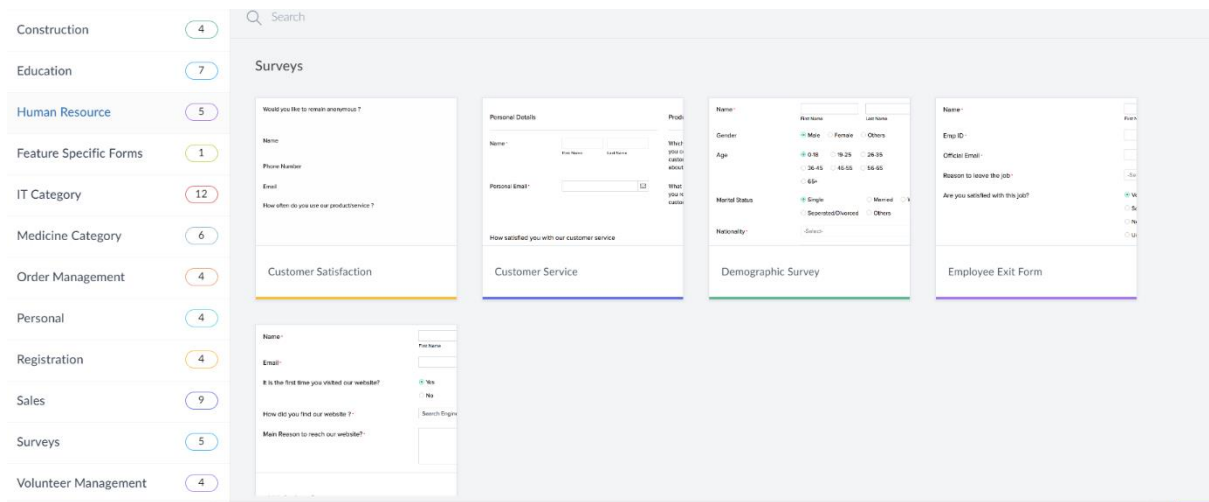 Construction 4
Education 7
Human Resource 5
Feature Specific Forms 1
IT Category 12
Medicine Category 6
Order Management 4
Personal 4
Registration 4
Sales 9
Surveys 5
Volunteer Management 4
Search
Surveys
Would you like to remain anonymous ?
Name
Phone Number
Email
How often do you use our product/service ?
Customer Satisfaction
Personal Details
Name
First Name Last Name
Personal Email
How satisfied you with our customer service
Customer Service
Name
First Name Last Name
Gender Male Female Others
Age 0-18 19-25 26-35
36-45 46-55 56-65
65+
Marital Status Single Married
Seperated/Divorced Others
Nationality -Select-
Demographic Survey
Name
Emp ID
Official Email
Reason to leave the job
Are you satisfied with this job?
Employee Exit Form
Name
First Name
Email
It is the first time you visited our website? Yes
No
How did you find our website ? Search Engine
Main Reason to reach our website?